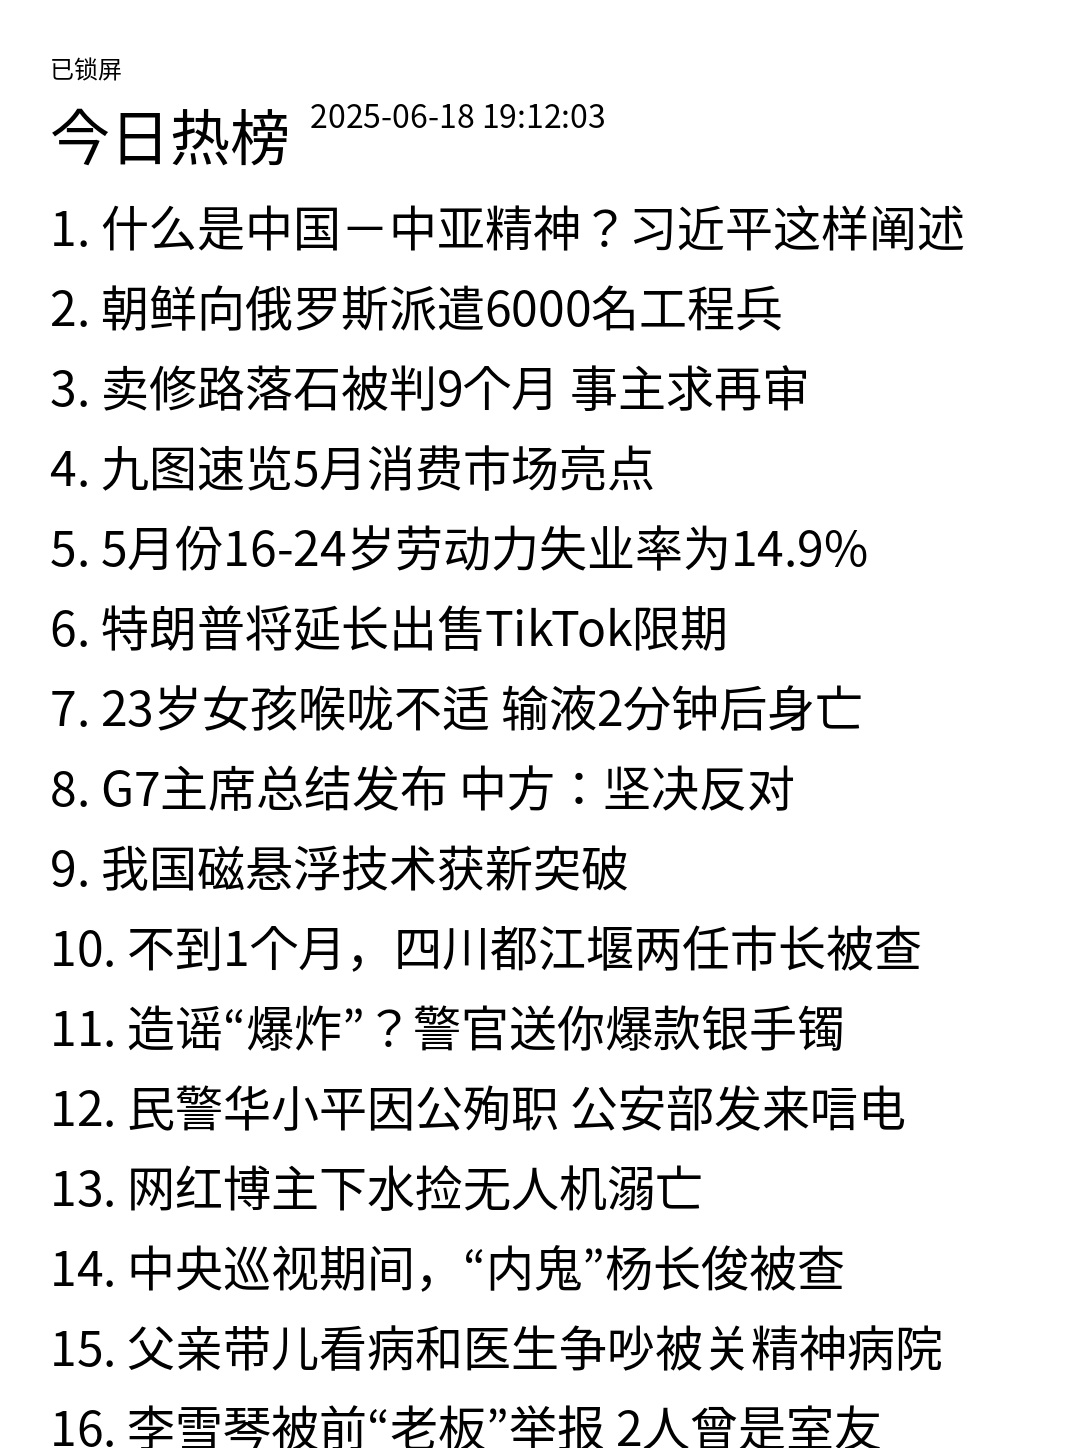 已锁屏
今日热榜 2025-06-18 19:12:03
1. 什么是中国－中亚精神？习近平这样阐述
2. 朝鲜向俄罗斯派遣6000名工程兵
3. 卖修路落石被判9个月 事主求再审
4. 九图速览5月消费市场亮点
5. 5月份16-24岁劳动力失业率为14.9%
6. 特朗普将延长出售TikTok限期
7. 23岁女孩喉咙不适 输液2分钟后身亡
8. G7主席总结发布 中方：坚决反对
9. 我国磁悬浮技术获新突破
10. 不到1个月，四川都江堰两任市长被查
11. 造谣“爆炸”？警官送你爆款银手镯
12. 民警华小平因公殉职 公安部发来唁电
13. 网红博主下水捡无人机溺亡
14. 中央巡视期间，“内鬼”杨长俊被查
15. 父亲带儿看病和医生争吵被关精神病院
16. 李雪琴被前“老板”举报 2人曾是室友